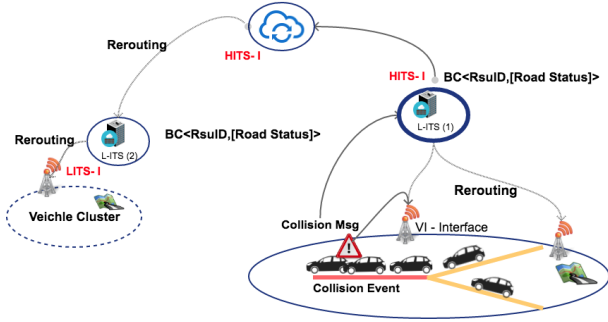 Rerouting
HITS- I
HITS- I
BC<RsuID,[Road Status]>
L-ITS (1)
BC<RsuID,[Road Status]>
Rerouting
L-ITS (2)
LITS- I
Rerouting
Veichle Cluster
Collision Msg
VI - Interface
Collision Event